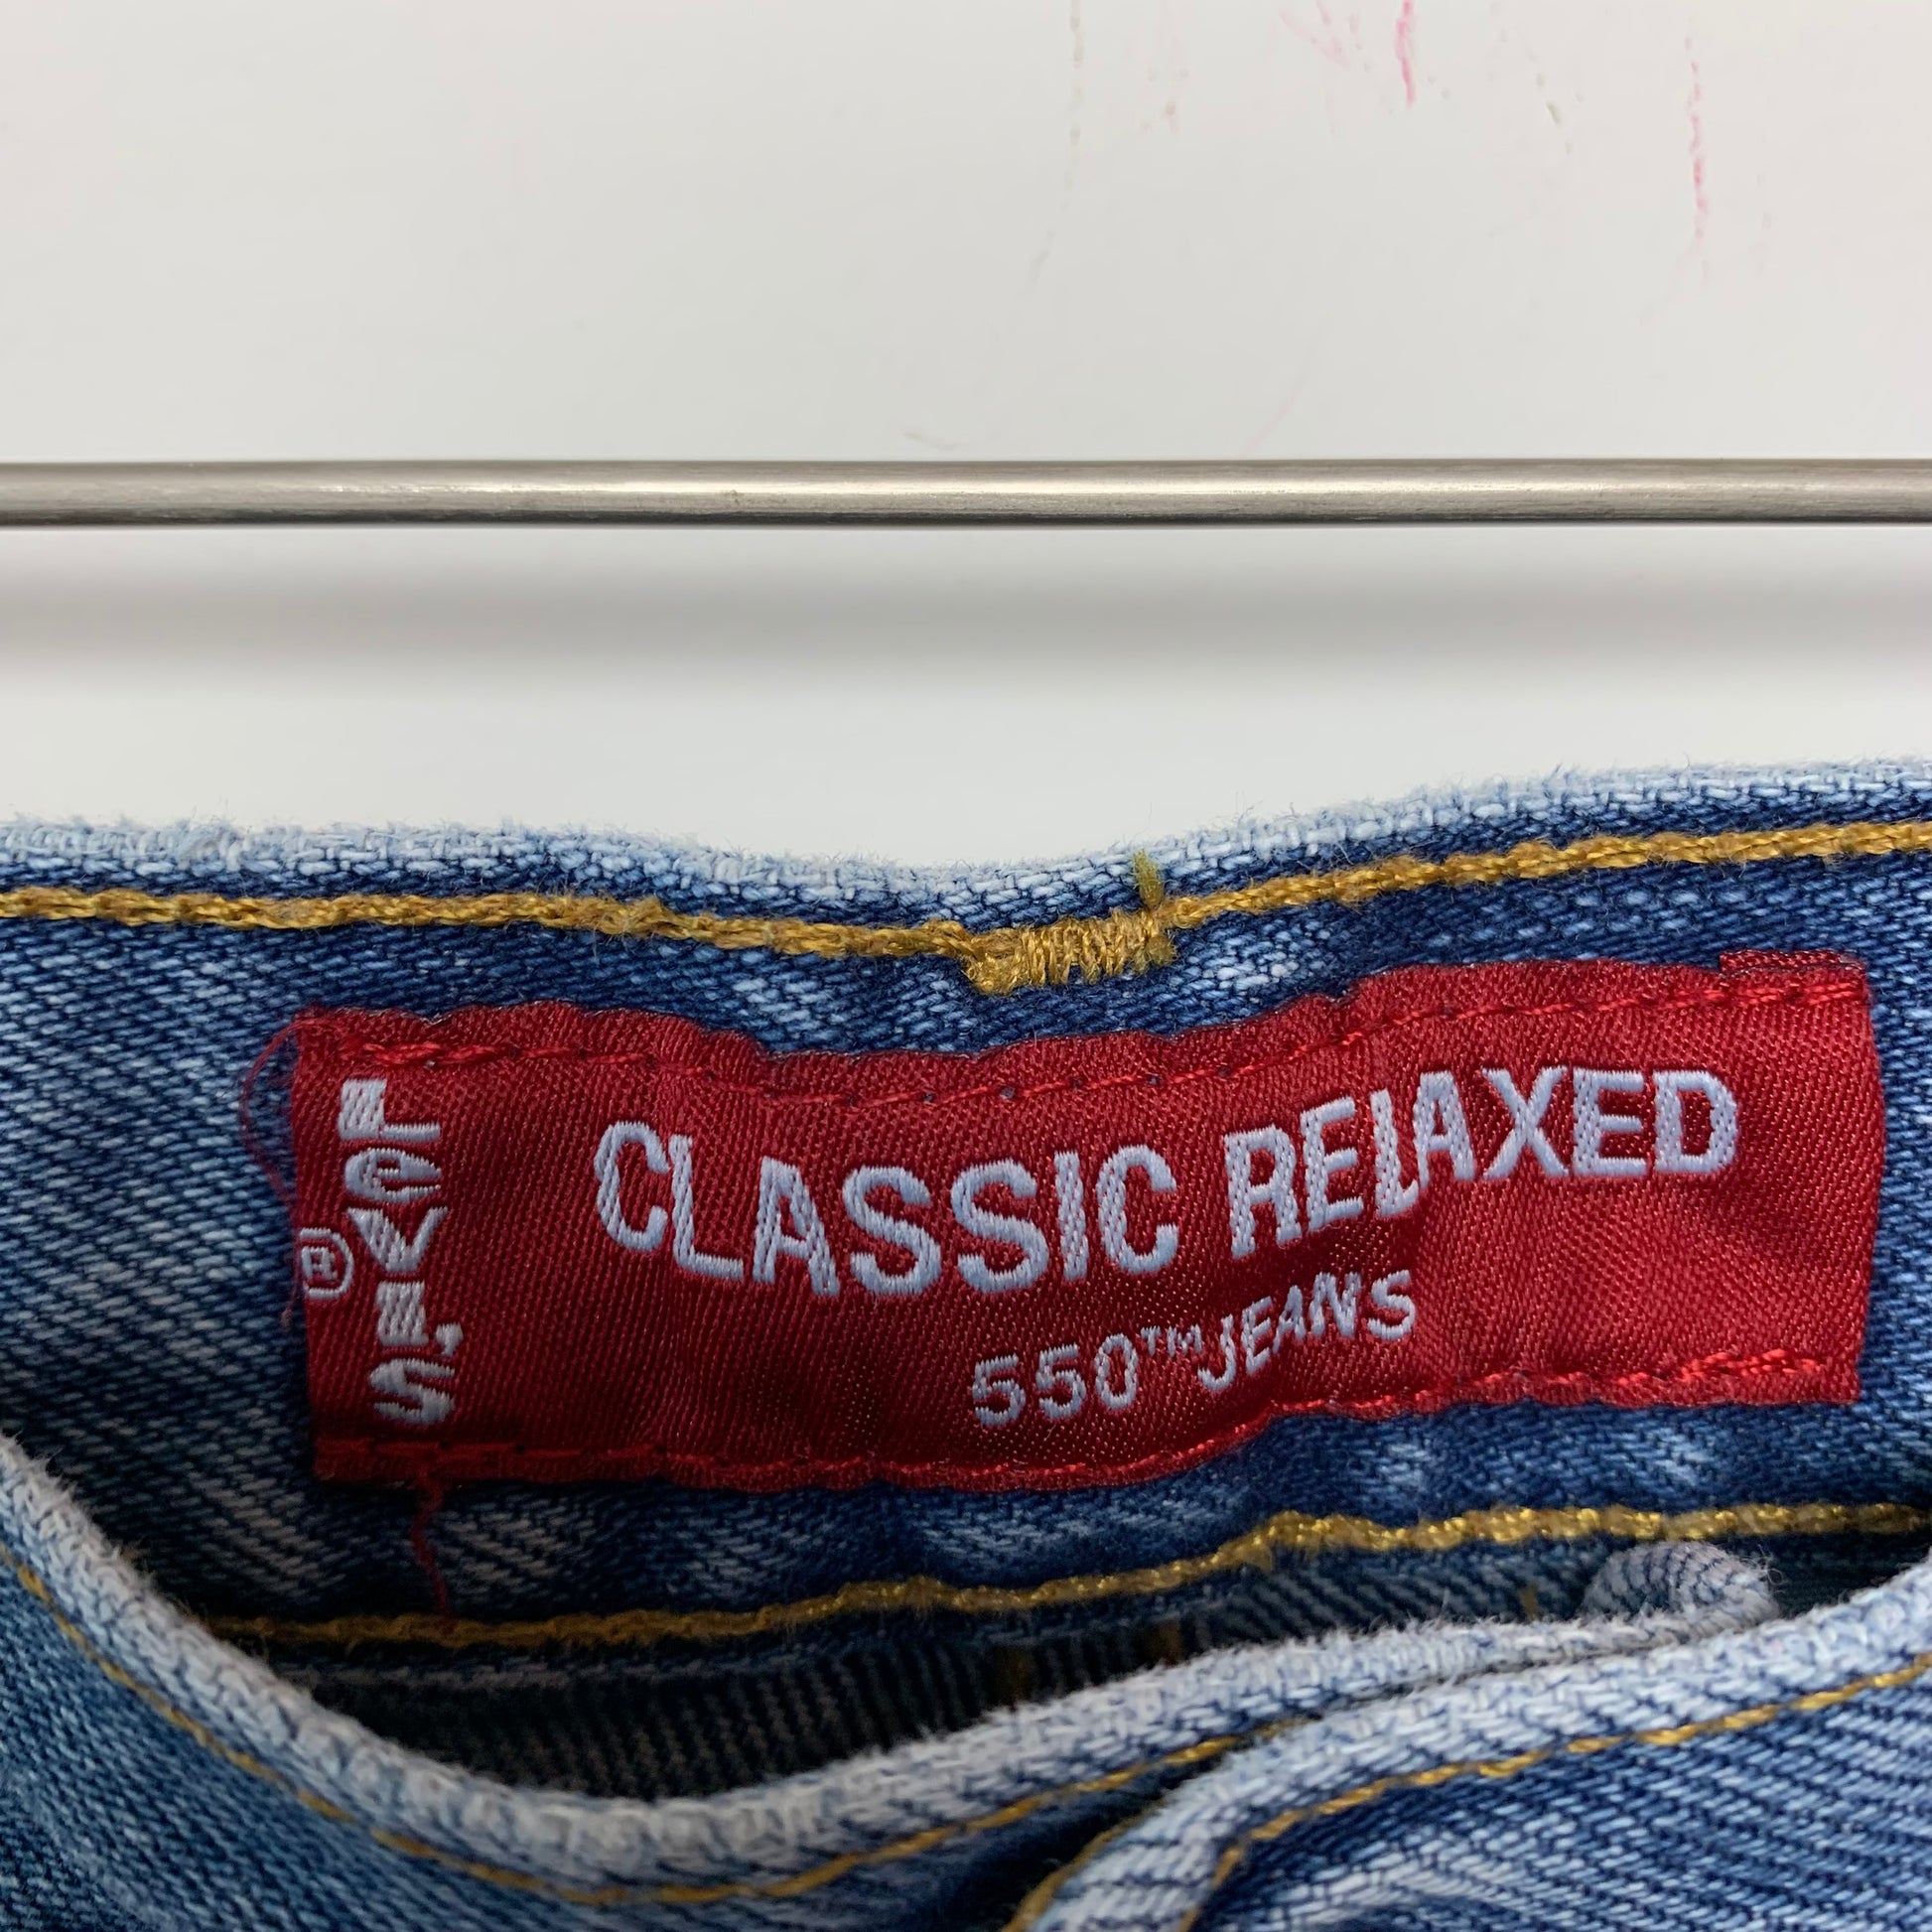 LEVI'S®
CLASSIC RELAXED
550™ JEANS